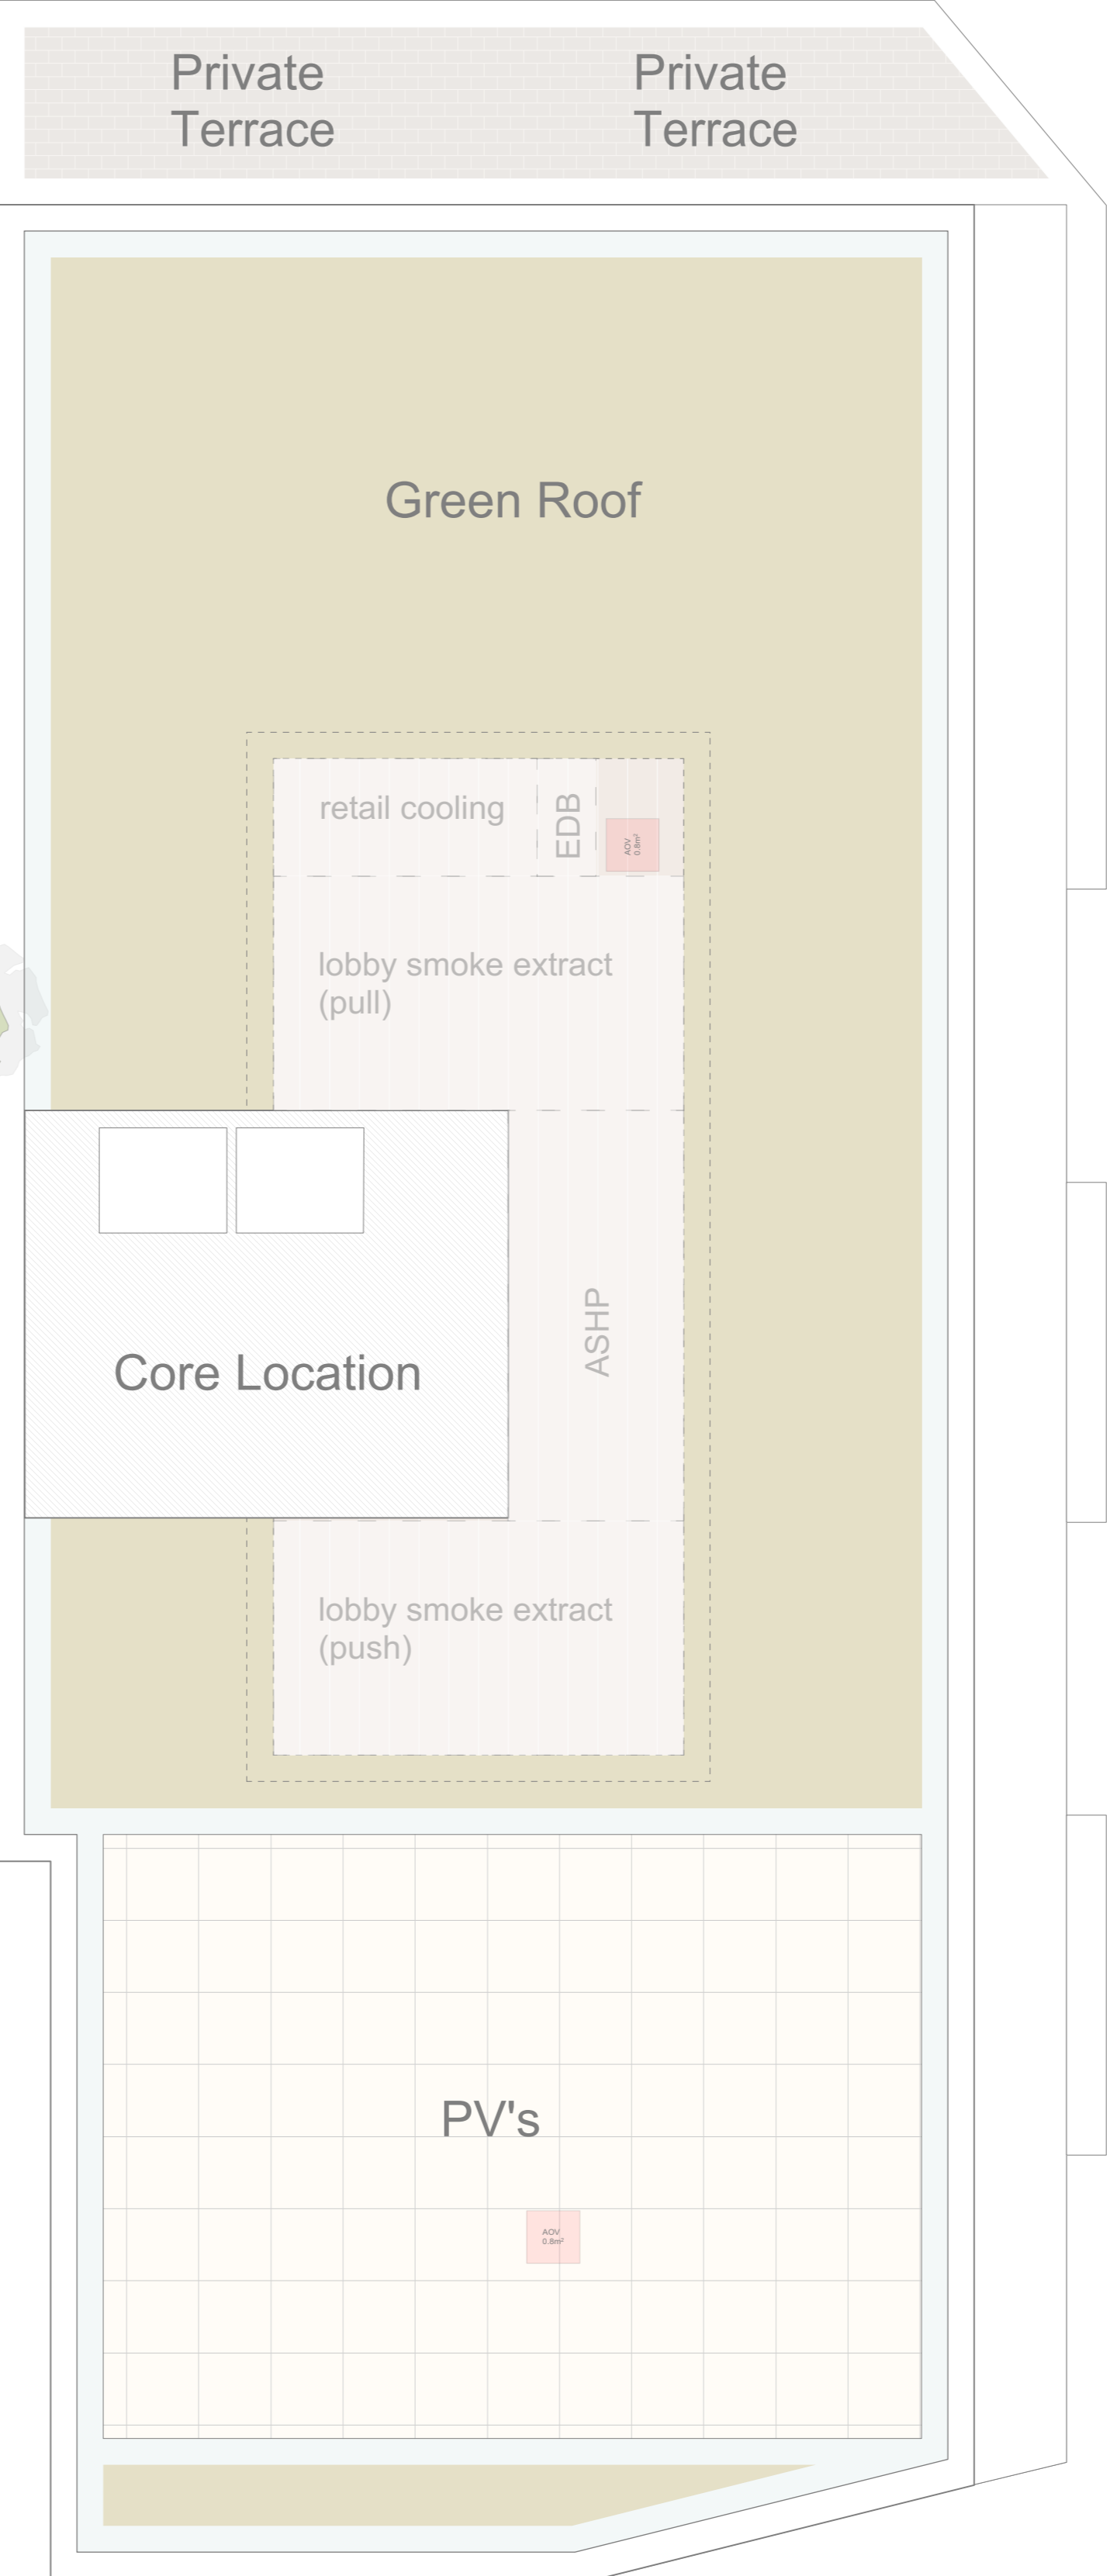 Private
Terrace
Private
Terrace
Green Roof
retail cooling
EDB
AOV
0.8m²
lobby smoke extract
(pull)
ASHP
Core Location
lobby smoke extract
(push)
PV's
AOV
0.8m²